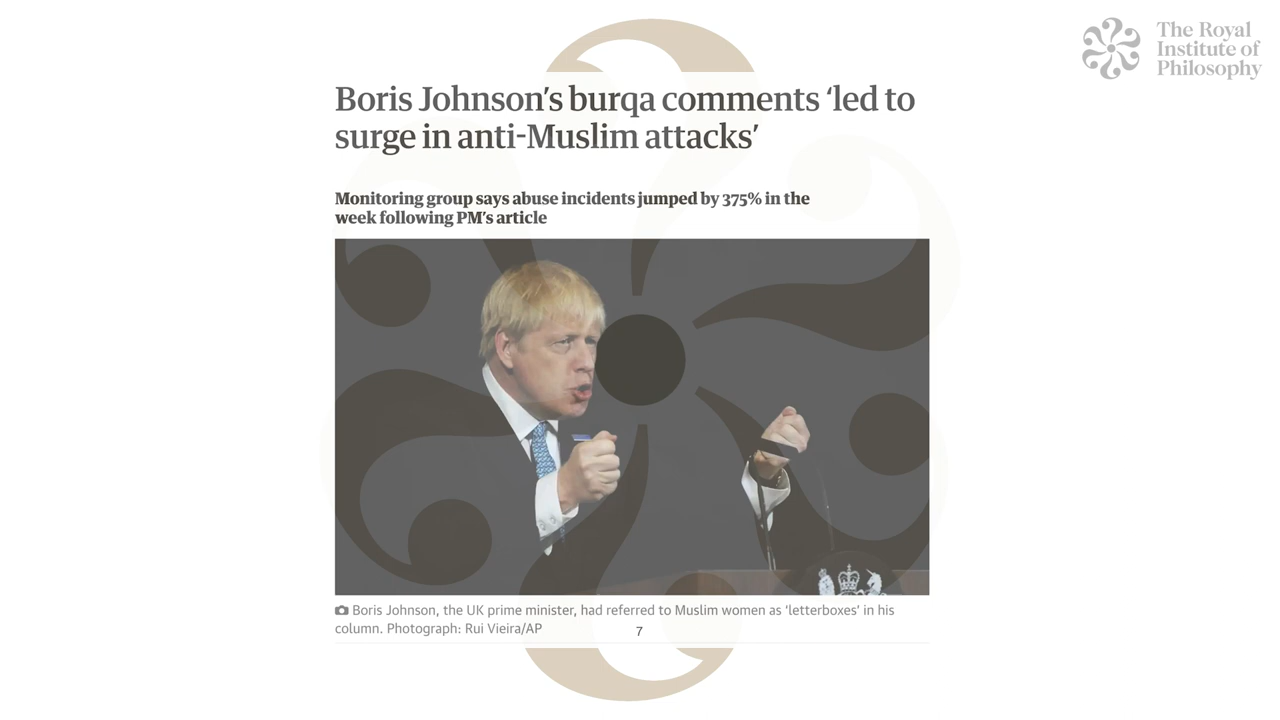 The Royal
Institute of
Philosophy
Boris Johnson's burqa comments ‘led to
surge in anti-Muslim attacks’
Monitoring group says abuse incidents jumped by 375% in the
week following PM's article
Boris Johnson, the UK prime minister, had referred to Muslim women as ‘letterboxes’ in his
column. Photograph: Rui Vieira/AP
7